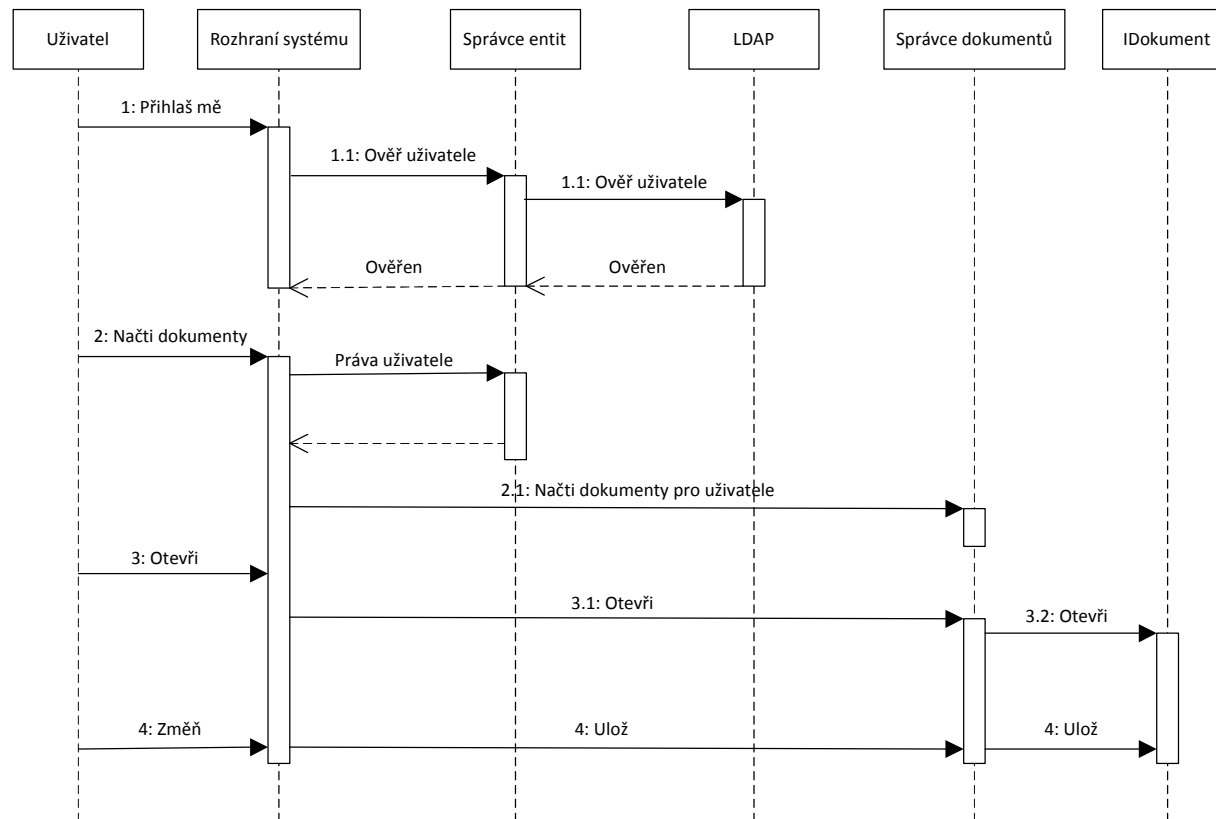 Uživatel
Rozhraní systému
Správce entit
LDAP
Správce dokumentů
IDokument
1: Přihlaš mě
1.1: Ověř uživatele
1.1: Ověř uživatele
Ověřen
Ověřen
2: Načti dokumenty
Práva uživatele
2.1: Načti dokumenty pro uživatele
3: Otevři
3.1: Otevři
3.2: Otevři
4: Změň
4: Ulož
4: Ulož